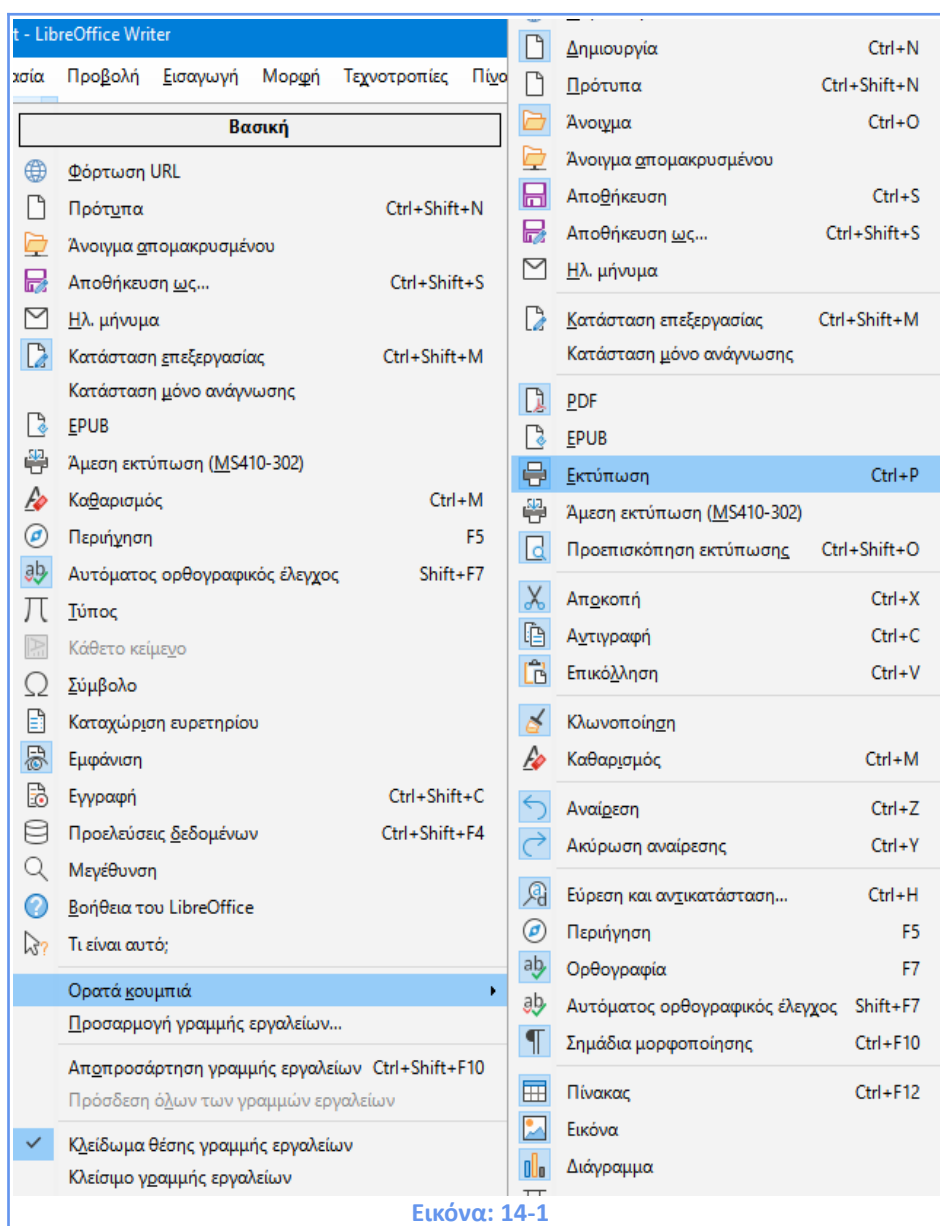 t - LibreOffice Writer
ασία Προβολή Εισαγωγή Μορφή Τεχνοτροπίες Πίνο
Βασική
Φόρτωση URL
Πρότυπα Ctrl+Shift+N
Άνοιγμα απομακρυσμένου
Αποθήκευση ως... Ctrl+Shift+S
Ηλ. μήνυμα
Κατάσταση επεξεργασίας Ctrl+Shift+M
Κατάσταση μόνο ανάγνωσης
EPUB
Άμεση εκτύπωση (MS410-302)
Καθαρισμός Ctrl+M
Περιήγηση F5
Αυτόματος ορθογραφικός έλεγχος Shift+F7
Τύπος
Κάθετο κείμενο
Σύμβολο
Καταχώριση ευρετηρίου
Εμφάνιση
Εγγραφή Ctrl+Shift+C
Προελεύσεις δεδομένων Ctrl+Shift+F4
Μεγέθυνση
Βοήθεια του LibreOffice
Τι είναι αυτό;
Ορατά κουμπιά
Προσαρμογή γραμμής εργαλείων...
Αποπροσάρτηση γραμμής εργαλείων Ctrl+Shift+F10
Πρόσδεση όλων των γραμμών εργαλείων
Κλείδωμα θέσης γραμμής εργαλείων
Κλείσιμο γραμμής εργαλείων
Δημιουργία Ctrl+N
Πρότυπα Ctrl+Shift+N
Άνοιγμα Ctrl+O
Άνοιγμα απομακρυσμένου
Αποθήκευση Ctrl+S
Αποθήκευση ως... Ctrl+Shift+S
Ηλ. μήνυμα
Κατάσταση επεξεργασίας Ctrl+Shift+M
Κατάσταση μόνο ανάγνωσης
PDF
EPUB
Εκτύπωση Ctrl+P
Άμεση εκτύπωση (MS410-302)
Προεπισκόπηση εκτύπωσης Ctrl+Shift+O
Αποκοπή Ctrl+X
Αντιγραφή Ctrl+C
Επικόλληση Ctrl+V
Κλωνοποίηση
Καθαρισμός Ctrl+M
Αναίρεση Ctrl+Z
Ακύρωση αναίρεσης Ctrl+Y
Εύρεση και αντικατάσταση... Ctrl+H
Περιήγηση F5
Ορθογραφία F7
Αυτόματος ορθογραφικός έλεγχος Shift+F7
Σημάδια μορφοποίησης Ctrl+F10
Πίνακας Ctrl+F12
Εικόνα
Διάγραμμα
Εικόνα: 14-1